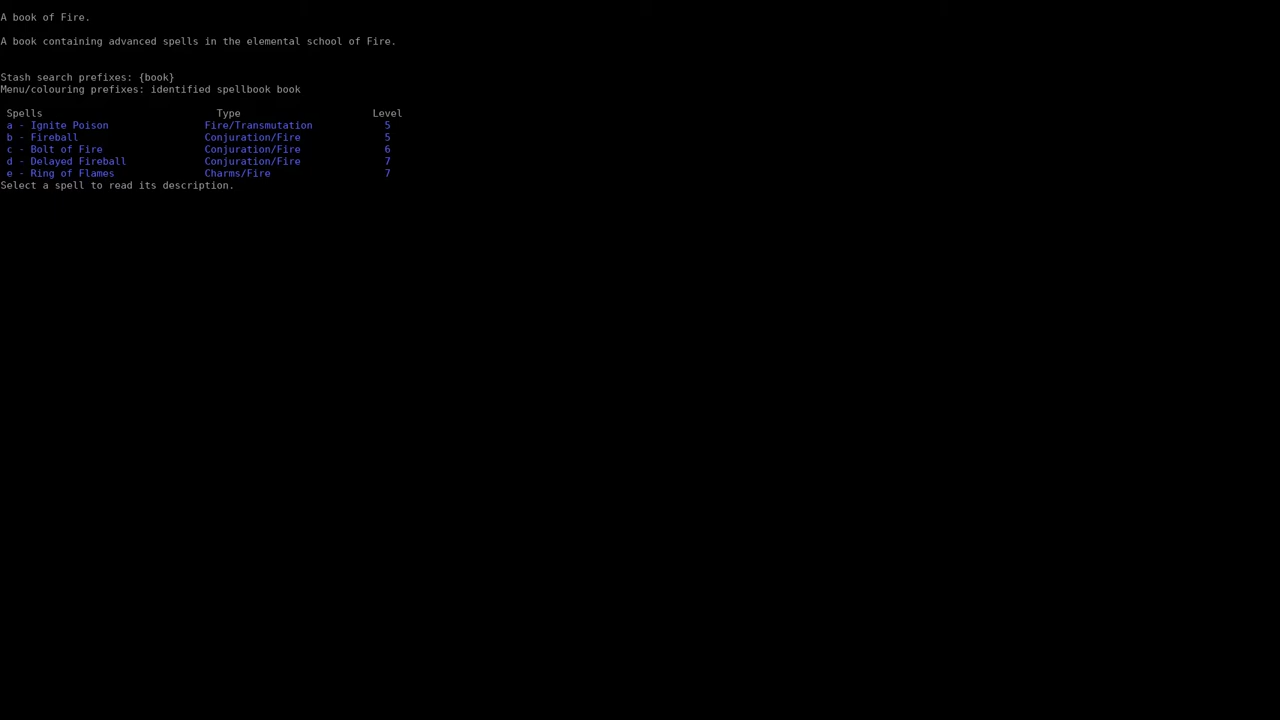 A book of Fire.
A book containing advanced spells in the elemental school of Fire.
Stash search prefixes: {book}
Menu/colouring prefixes: identified spellbook book
Spells Type Level
a - Ignite Poison Fire/Transmutation 5
b - Fireball Conjuration/Fire 5
c - Bolt of Fire Conjuration/Fire 6
d - Delayed Fireball Conjuration/Fire 7
e - Ring of Flames Charms/Fire 7
Select a spell to read its description.